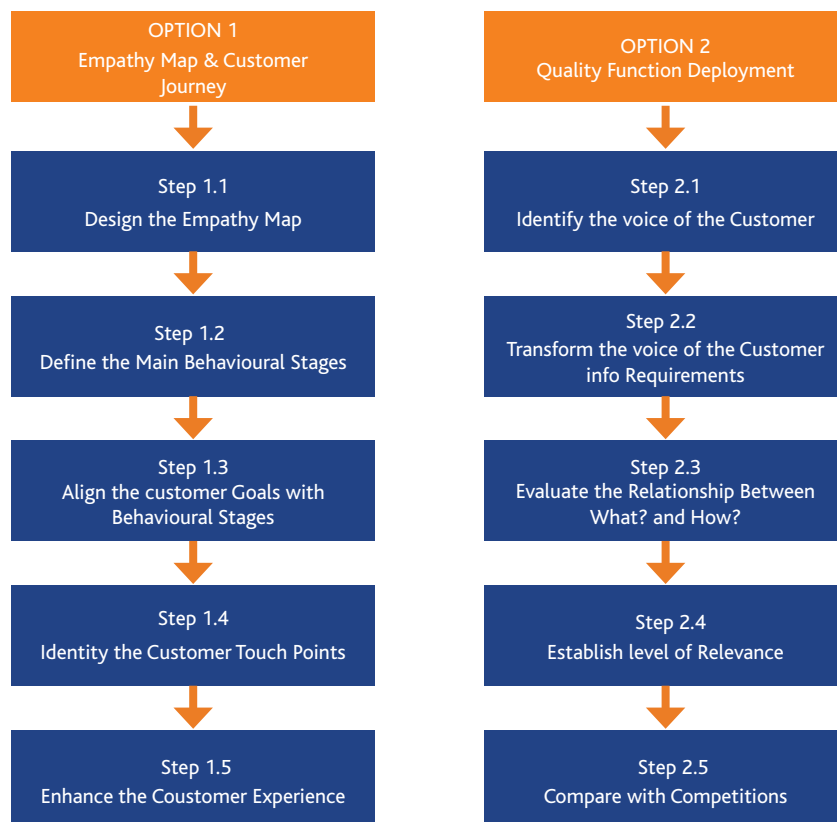 OPTION 1
Empathy Map & Customer
Journey
Step 1.1
Design the Empathy Map
Step 1.2
Define the Main Behavioural Stages
Step 1.3
Align the customer Goals with
Behavioural Stages
Step 1.4
Identity the Customer Touch Points
Step 1.5
Enhance the Coustomer Experience
OPTION 2
Quality Function Deployment
Step 2.1
Identify the voice of the Customer
Step 2.2
Transform the voice of the Customer
info Requirements
Step 2.3
Evaluate the Relationship Between
What? and How?
Step 2.4
Establish level of Relevance
Step 2.5
Compare with Competitions